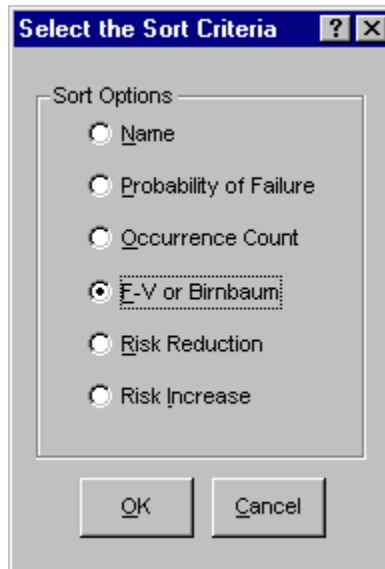 Select the Sort Criteria ? X
Sort Options
Name
Probability of Failure
Occurrence Count
F-V or Birnbaum
Risk Reduction
Risk Increase
OK Cancel